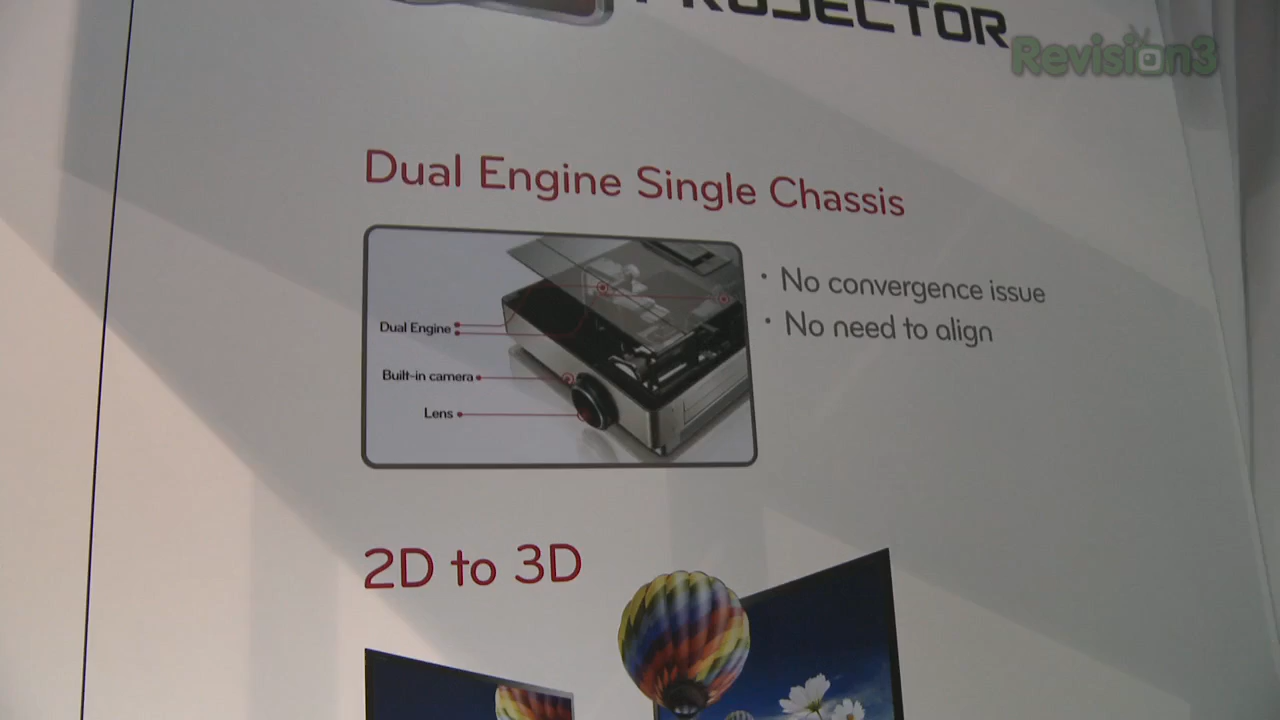 PROJECTOR
Revision3
Dual Engine Single Chassis
· No convergence issue
· No need to align
Dual Engine
Built-in camera
Lens
2D to 3D